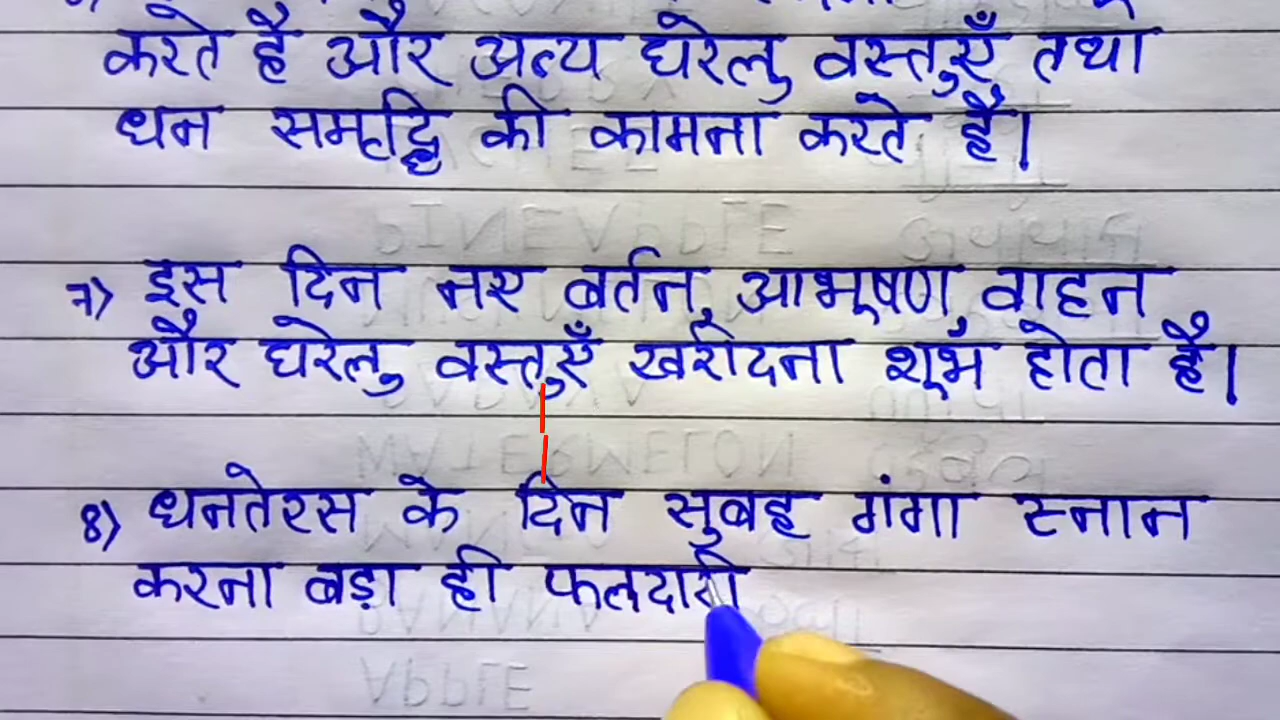 करते है और अन्य घरेलु वस्तुएँ तथा
धन समृद्धि की कामना करते है।
7) इस दिन नए बर्तन, आभूषण, वाहन
और घरेलु वस्तुएँ खरीदना शूभ होता है।
8) धनतेरस के दिन सुबह गंगा स्नान
करना बड़ा ही फलदायी